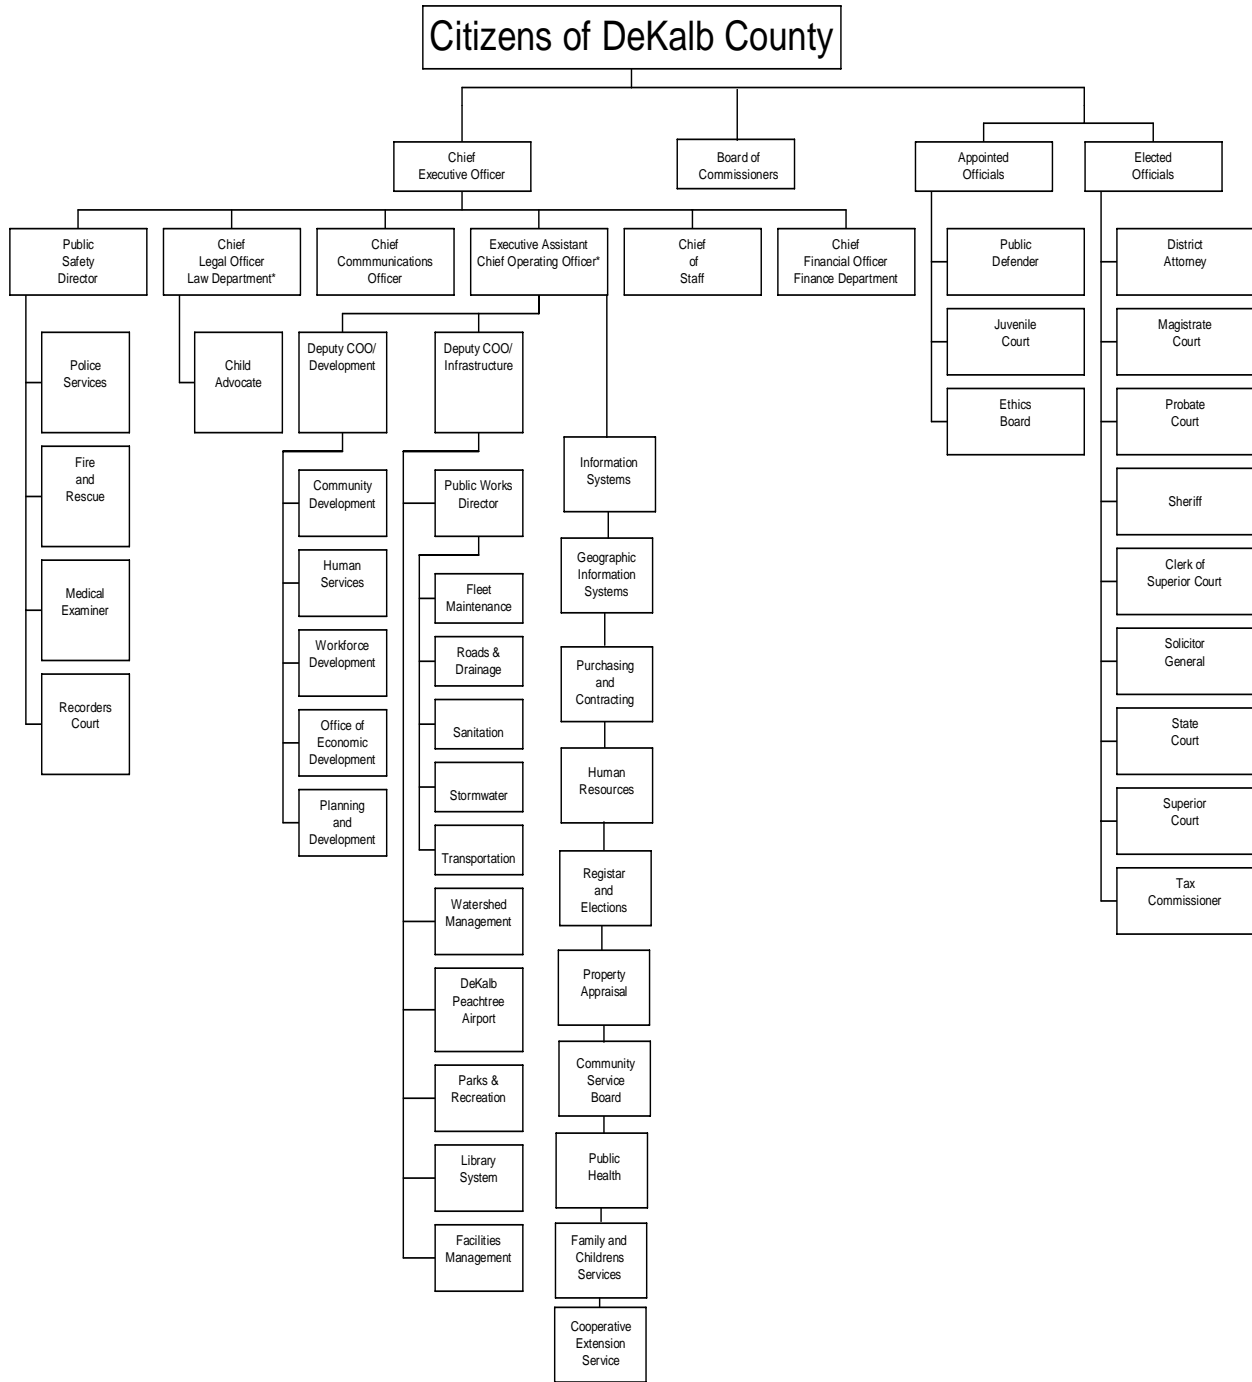 Citizens of DeKalb County
Chief
Executive Officer
Board of
Commissioners
Appointed
Officials
Elected
Officials
Public
Safety
Director
Chief
Legal Officer
Law Department*
Chief
Commmunications
Officer
Executive Assistant
Chief Operating Officer*
Chief
of
Staff
Chief
Financial Officer
Finance Department
Public
Defender
District
Attorney
Police
Services
Child
Advocate
Deputy COO/
Development
Deputy COO/
Infrastructure
Juvenile
Court
Magistrate
Court
Ethics
Board
Probate
Court
Fire
and
Rescue
Community
Development
Public Works
Director
Information
Systems
Sheriff
Medical
Examiner
Human
Services
Fleet
Maintenance
Geographic
Information
Systems
Clerk of
Superior Court
Recorders
Court
Workforce
Development
Roads &
Drainage
Purchasing
and
Contracting
Solicitor
General
Office of
Economic
Development
Sanitation
State
Court
Planning
and
Development
Stormwater
Human
Resources
Superior
Court
Transportation
Registar
and
Elections
Tax
Commissioner
Watershed
Management
Property
Appraisal
DeKalb
Peachtree
Airport
Community
Service
Board
Parks &
Recreation
Public
Health
Library
System
Family and
Childrens
Services
Facilities
Management
Cooperative
Extension
Service